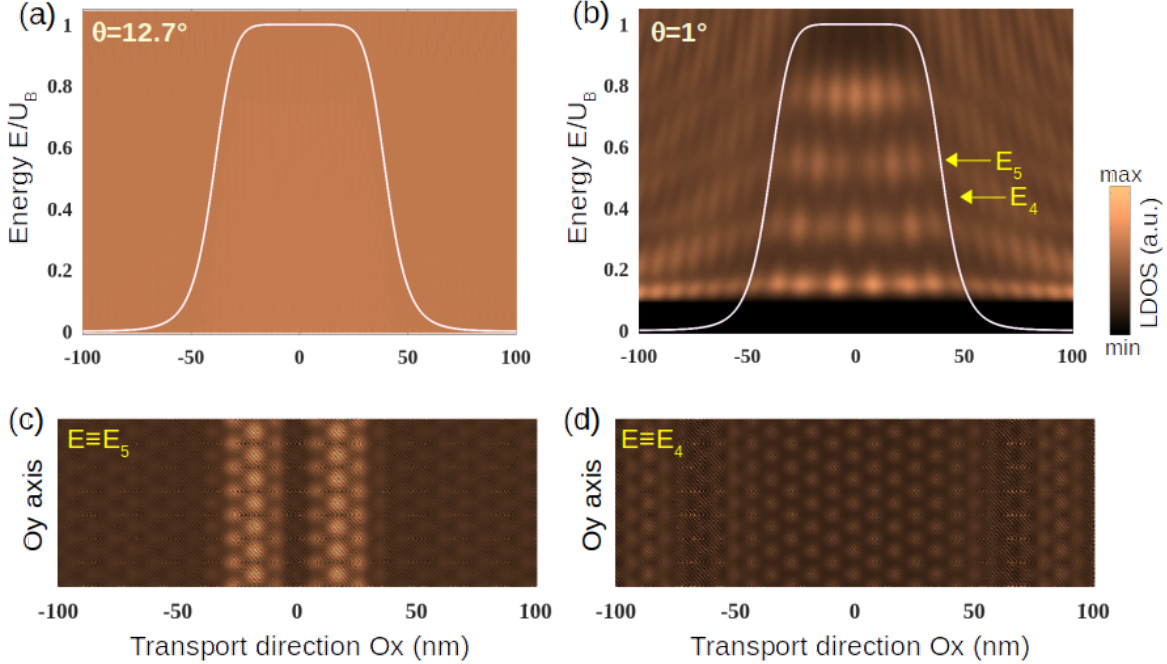 (a)
θ=12.7°
Energy E/U_B
1
0.8
0.6
0.4
0.2
0
-100 -50 0 50 100
(b)
θ=1°
Energy E/U_B
1
0.8
0.6
0.4
0.2
0
-100 -50 0 50 100
E_5
E_4
max
LDOS (a.u.)
min
(c)
E≡E_5
Oy axis
-100 -50 0 50 100
Transport direction Ox (nm)
(d)
E≡E_4
Oy axis
-100 -50 0 50 100
Transport direction Ox (nm)